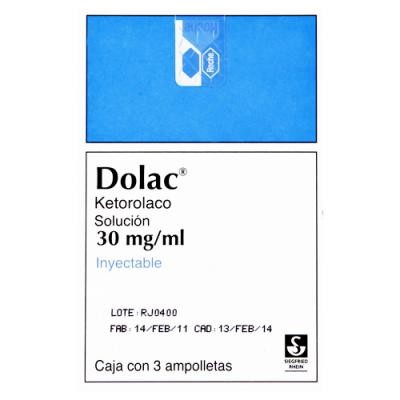 Roche
Dolac®
Ketorolaco
Solución
30 mg/ml
Inyectable
LOTE: RJ0400
FAB: 14/FEB/11 CAD: 13/FEB/14
Caja con 3 ampolletas
SIEGFRIED
RHEIN